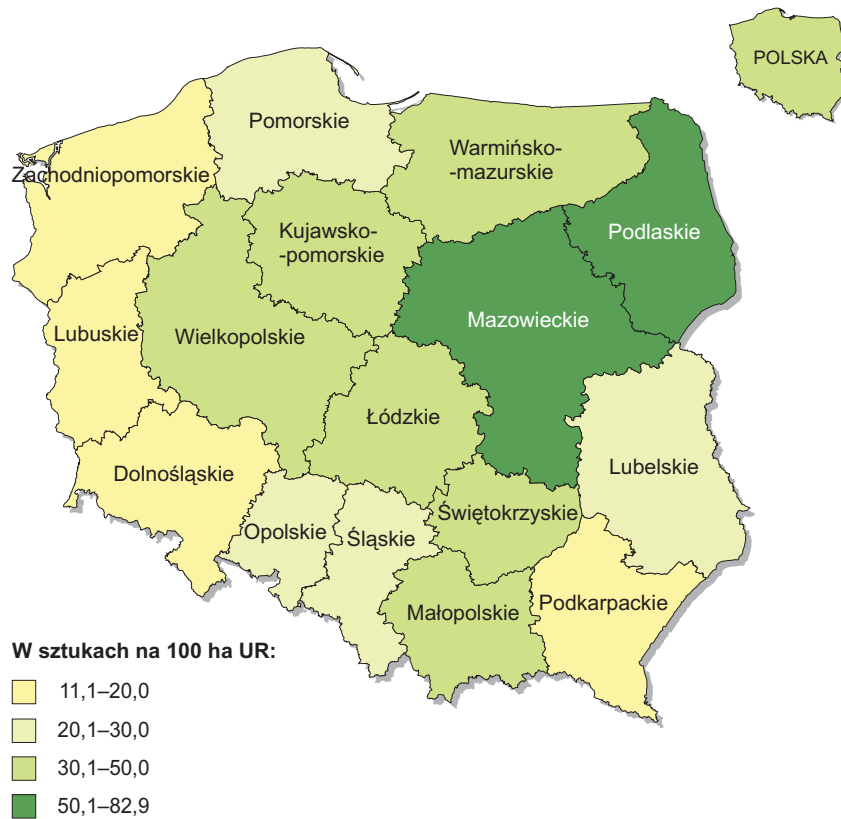 POLSKA
Pomorskie
Zachodniopomorskie
Warmińsko-
-mazurskie
Kujawsko-
-pomorskie
Podlaskie
Mazowieckie
Lubuskie
Wielkopolskie
Łódzkie
Dolnośląskie
Lubelskie
Opolskie
Śląskie
Świętokrzyskie
Małopolskie
Podkarpackie
W sztukach na 100 ha UR:
11,1–20,0
20,1–30,0
30,1–50,0
50,1–82,9